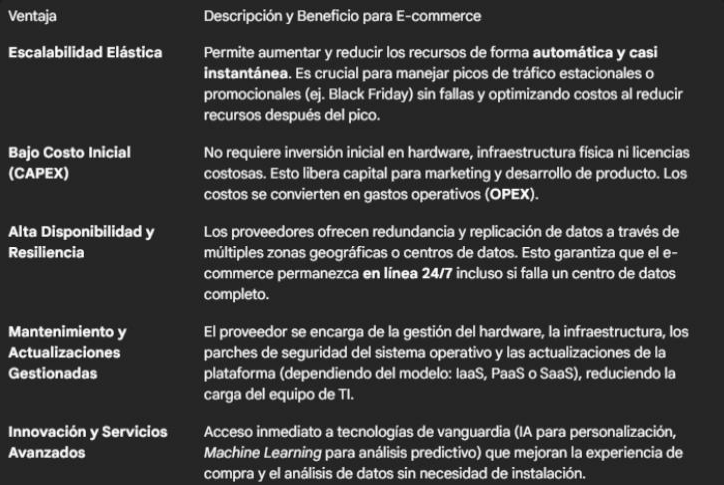 Ventaja Descripción y Beneficio para E-commerce
Escalabilidad Elástica Permite aumentar y reducir los recursos de forma automática y casi
instantánea. Es crucial para manejar picos de tráfico estacionales o
promocionales (ej. Black Friday) sin fallas y optimizando costos al reducir
recursos después del pico.
Bajo Costo Inicial No requiere inversión inicial en hardware, infraestructura física ni licencias
(CAPEX) costosas. Esto libera capital para marketing y desarrollo de producto. Los
costos se convierten en gastos operativos (OPEX).
Alta Disponibilidad y Los proveedores ofrecen redundancia y replicación de datos a través de
Resiliencia múltiples zonas geográficas o centros de datos. Esto garantiza que el e-
commerce permanezca en línea 24/7 incluso si falla un centro de datos
completo.
Mantenimiento y El proveedor se encarga de la gestión del hardware, la infraestructura, los
Actualizaciones parches de seguridad del sistema operativo y las actualizaciones de la
Gestionadas plataforma (dependiendo del modelo: IaaS, PaaS o SaaS), reduciendo la
carga del equipo de TI.
Innovación y Servicios Acceso inmediato a tecnologías de vanguardia (IA para personalización,
Avanzados Machine Learning para análisis predictivo) que mejoran la experiencia de
compra y el análisis de datos sin necesidad de instalación.